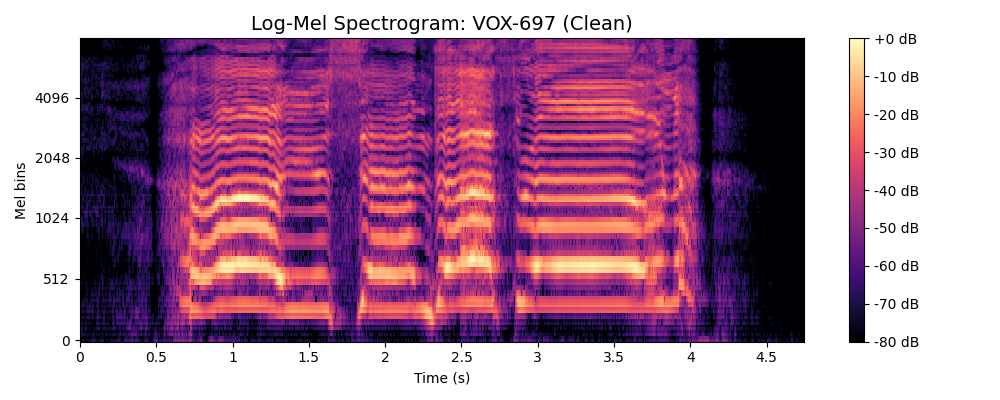 Log-Mel Spectrogram: VOX-697 (Clean)
Mel bins
4096
2048
1024
512
0
0 0.5 1 1.5 2 2.5 3 3.5 4 4.5
Time (s)
+0 dB
-10 dB
-20 dB
-30 dB
-40 dB
-50 dB
-60 dB
-70 dB
-80 dB